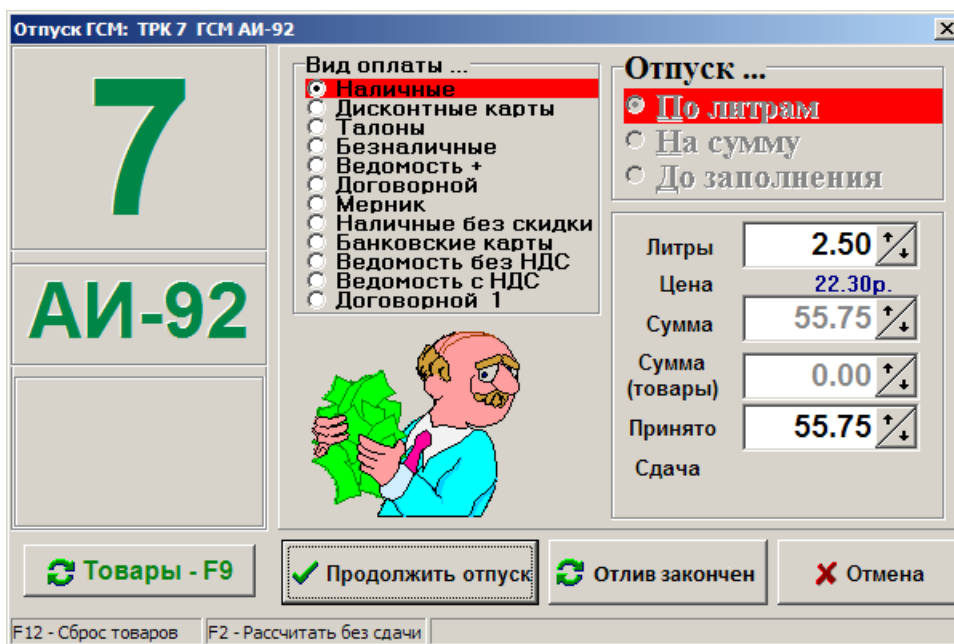 Отпуск ГСМ: ТРК 7 ГСМ АИ-92
7
АИ-92
Вид оплаты ...
Наличные
Дисконтные карты
Талоны
Безналичные
Ведомость +
Договорной
Мерник
Наличные без скидки
Банковские карты
Ведомость без НДС
Ведомость с НДС
Договорной 1
Отпуск ...
По литрам
На сумму
До заполнения
Литры 2.50
Цена 22.30р.
Сумма 55.75
Сумма (товары) 0.00
Принято 55.75
Сдача
Товары - F9
Продолжить отпуск
Отлив закончен
Отмена
F12 - Сброс товаров
F2 - Рассчитать без сдачи